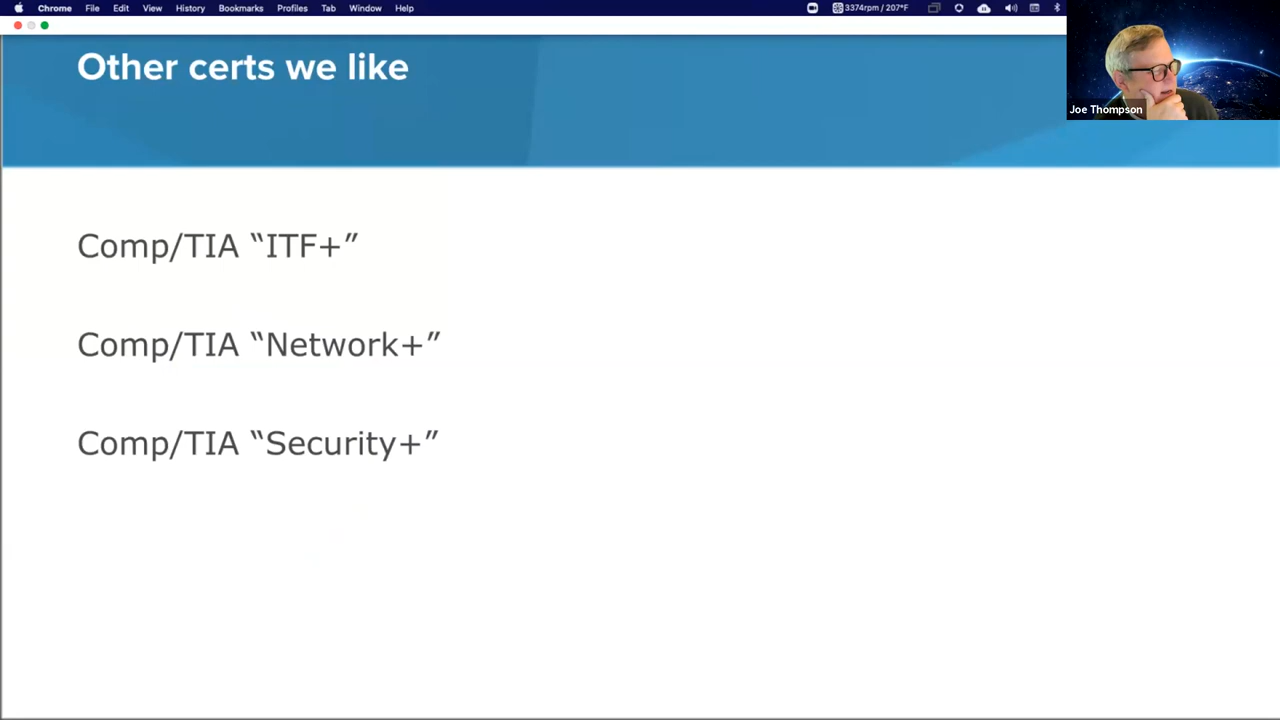 Chrome File Edit View History Bookmarks Profiles Tab Window Help 3374rpm / 207°F
Other certs we like
Joe Thompson
Comp/TIA “ITF+”
Comp/TIA “Network+”
Comp/TIA “Security+”